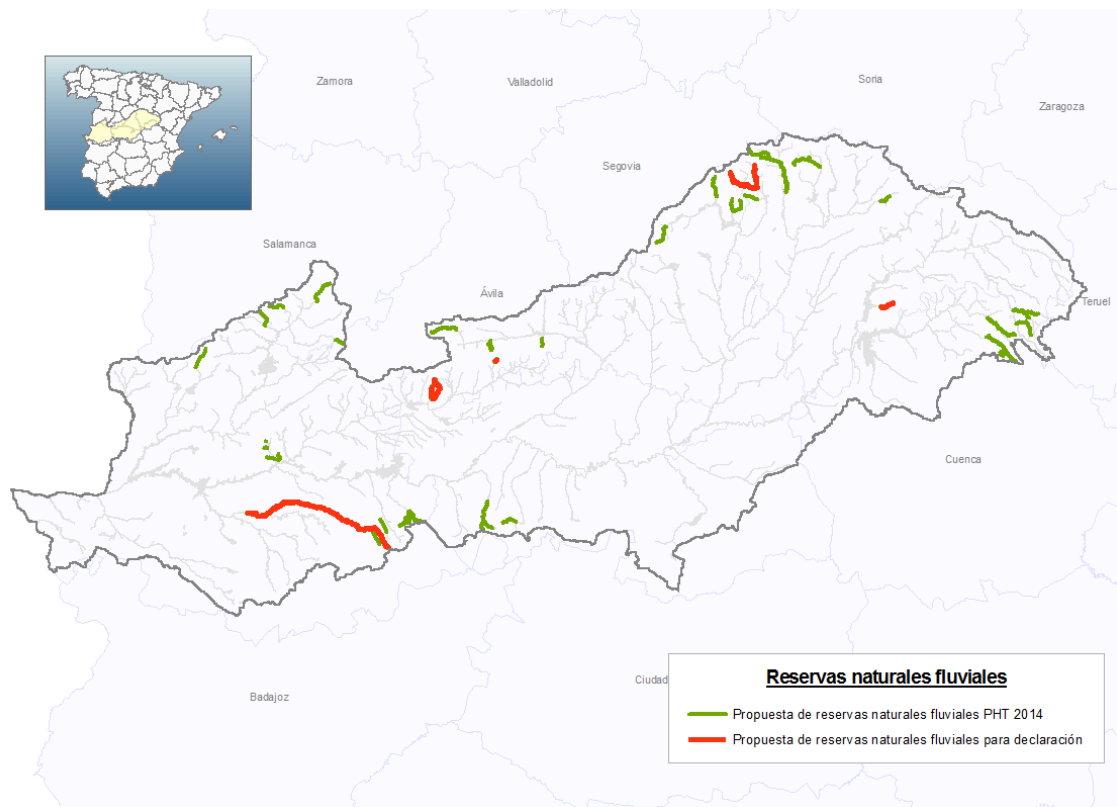 Zamora
Valladolid
Soria
Zaragoza
Segovia
Salamanca
Ávila
Teruel
Cuenca
Badajoz
Ciudad
Reservas naturales fluviales
Propuesta de reservas naturales fluviales PHT 2014
Propuesta de reservas naturales fluviales para declaración